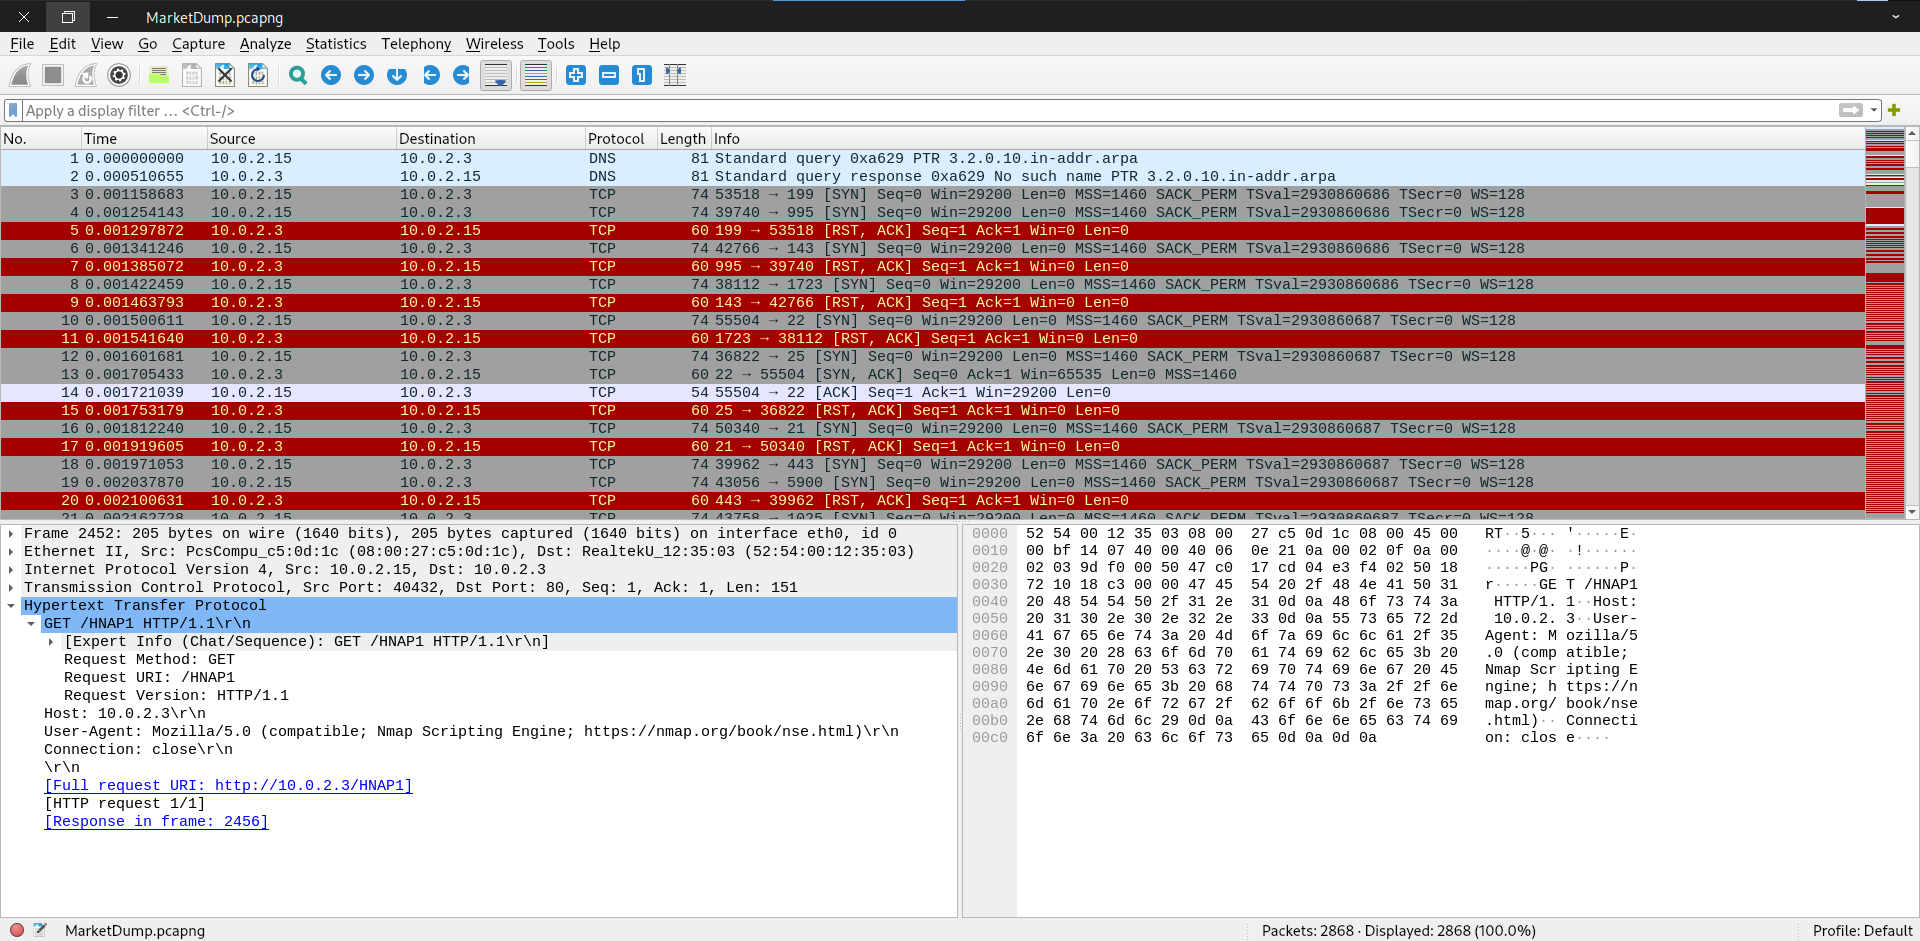 MarketDump.pcapng
File Edit View Go Capture Analyze Statistics Telephony Wireless Tools Help
Apply a display filter … <Ctrl-/>
No. Time Source Destination Protocol Length Info
1 0.000000000 10.0.2.15 10.0.2.3 DNS 81 Standard query 0xa629 PTR 3.2.0.10.in-addr.arpa
2 0.000510655 10.0.2.3 10.0.2.15 DNS 81 Standard query response 0xa629 No such name PTR 3.2.0.10.in-addr.arpa
3 0.001158683 10.0.2.15 10.0.2.3 TCP 74 53518 → 199 [SYN] Seq=0 Win=29200 Len=0 MSS=1460 SACK_PERM TSval=2930860686 TSecr=0 WS=128
4 0.001254143 10.0.2.15 10.0.2.3 TCP 74 39740 → 995 [SYN] Seq=0 Win=29200 Len=0 MSS=1460 SACK_PERM TSval=2930860686 TSecr=0 WS=128
5 0.001297872 10.0.2.3 10.0.2.15 TCP 60 199 → 53518 [RST, ACK] Seq=1 Ack=1 Win=0 Len=0
6 0.001341246 10.0.2.15 10.0.2.3 TCP 74 42766 → 143 [SYN] Seq=0 Win=29200 Len=0 MSS=1460 SACK_PERM TSval=2930860686 TSecr=0 WS=128
7 0.001385072 10.0.2.3 10.0.2.15 TCP 60 995 → 39740 [RST, ACK] Seq=1 Ack=1 Win=0 Len=0
8 0.001422459 10.0.2.15 10.0.2.3 TCP 74 38112 → 1723 [SYN] Seq=0 Win=29200 Len=0 MSS=1460 SACK_PERM TSval=2930860686 TSecr=0 WS=128
9 0.001463793 10.0.2.3 10.0.2.15 TCP 60 143 → 42766 [RST, ACK] Seq=1 Ack=1 Win=0 Len=0
10 0.001500611 10.0.2.15 10.0.2.3 TCP 74 55504 → 22 [SYN] Seq=0 Win=29200 Len=0 MSS=1460 SACK_PERM TSval=2930860687 TSecr=0 WS=128
11 0.001541640 10.0.2.3 10.0.2.15 TCP 60 1723 → 38112 [RST, ACK] Seq=1 Ack=1 Win=0 Len=0
12 0.001601681 10.0.2.15 10.0.2.3 TCP 74 36822 → 25 [SYN] Seq=0 Win=29200 Len=0 MSS=1460 SACK_PERM TSval=2930860687 TSecr=0 WS=128
13 0.001705433 10.0.2.3 10.0.2.15 TCP 60 22 → 55504 [SYN, ACK] Seq=0 Ack=1 Win=65535 Len=0 MSS=1460
14 0.001721039 10.0.2.15 10.0.2.3 TCP 54 55504 → 22 [ACK] Seq=1 Ack=1 Win=29200 Len=0
15 0.001753179 10.0.2.3 10.0.2.15 TCP 60 25 → 36822 [RST, ACK] Seq=1 Ack=1 Win=0 Len=0
16 0.001812240 10.0.2.15 10.0.2.3 TCP 74 50340 → 21 [SYN] Seq=0 Win=29200 Len=0 MSS=1460 SACK_PERM TSval=2930860687 TSecr=0 WS=128
17 0.001919605 10.0.2.3 10.0.2.15 TCP 60 21 → 50340 [RST, ACK] Seq=1 Ack=1 Win=0 Len=0
18 0.001971053 10.0.2.15 10.0.2.3 TCP 74 39962 → 443 [SYN] Seq=0 Win=29200 Len=0 MSS=1460 SACK_PERM TSval=2930860687 TSecr=0 WS=128
19 0.002037870 10.0.2.15 10.0.2.3 TCP 74 43056 → 5900 [SYN] Seq=0 Win=29200 Len=0 MSS=1460 SACK_PERM TSval=2930860687 TSecr=0 WS=128
20 0.002100631 10.0.2.3 10.0.2.15 TCP 60 443 → 39962 [RST, ACK] Seq=1 Ack=1 Win=0 Len=0
21 0.002162728 10.0.2.15 10.0.2.3 TCP 74 43758 → 1025 [SYN] Seq=0 Win=29200 Len=0 MSS=1460 SACK_PERM TSval=2930860687 TSecr=0 WS=128
Frame 2452: 205 bytes on wire (1640 bits), 205 bytes captured (1640 bits) on interface eth0, id 0
Ethernet II, Src: PcsCompu_c5:0d:1c (08:00:27:c5:0d:1c), Dst: RealtekU_12:35:03 (52:54:00:12:35:03)
Internet Protocol Version 4, Src: 10.0.2.15, Dst: 10.0.2.3
Transmission Control Protocol, Src Port: 40432, Dst Port: 80, Seq: 1, Ack: 1, Len: 151
Hypertext Transfer Protocol
GET /HNAP1 HTTP/1.1\r\n
[Expert Info (Chat/Sequence): GET /HNAP1 HTTP/1.1\r\n]
Request Method: GET
Request URI: /HNAP1
Request Version: HTTP/1.1
Host: 10.0.2.3\r\n
User-Agent: Mozilla/5.0 (compatible; Nmap Scripting Engine; https://nmap.org/book/nse.html)\r\n
Connection: close\r\n
\r\n
[Full request URI: http://10.0.2.3/HNAP1]
[HTTP request 1/1]
[Response in frame: 2456]
0000 52 54 00 12 35 03 08 00 27 c5 0d 1c 08 00 45 00 RT··5··· '·····E·
0010 00 bf 14 07 40 00 40 06 0e 21 0a 00 02 0f 0a 00 ····@·@· ·!······
0020 02 03 9d f0 00 50 47 c0 17 cd 04 e3 f4 02 50 18 ·····PG· ······P·
0030 72 10 18 c3 00 00 47 45 54 20 2f 48 4e 41 50 31 r·····GE T /HNAP1
0040 20 48 54 54 50 2f 31 2e 31 0d 0a 48 6f 73 74 3a HTTP/1. 1··Host:
0050 20 31 30 2e 30 2e 32 2e 33 0d 0a 55 73 65 72 2d 10.0.2. 3··User-
0060 41 67 65 6e 74 3a 20 4d 6f 7a 69 6c 6c 61 2f 35 Agent: M ozilla/5
0070 2e 30 20 28 63 6f 6d 70 61 74 69 62 6c 65 3b 20 .0 (comp atible;
0080 4e 6d 61 70 20 53 63 72 69 70 74 69 6e 67 20 45 Nmap Scr ipting E
0090 6e 67 69 6e 65 3b 20 68 74 74 70 73 3a 2f 2f 6e ngine; h ttps://n
00a0 6d 61 70 2e 6f 72 67 2f 62 6f 6f 6b 2f 6e 73 65 map.org/ book/nse
00b0 2e 68 74 6d 6c 29 0d 0a 43 6f 6e 6e 65 63 74 69 .html)·· Connecti
00c0 6f 6e 3a 20 63 6c 6f 73 65 0d 0a 0d 0a on: clos e····
MarketDump.pcapng
Packets: 2868 · Displayed: 2868 (100.0%)
Profile: Default